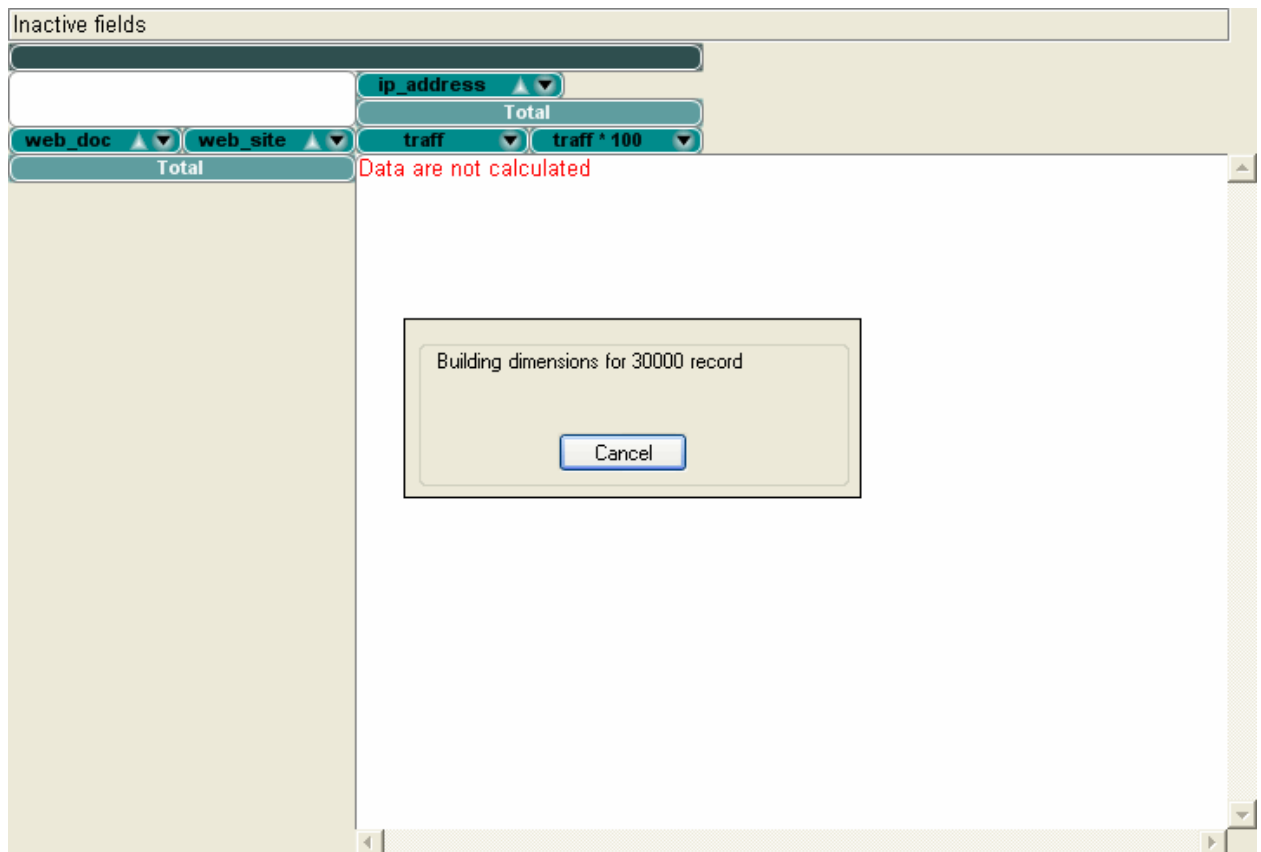 Inactive fields
ip_address
Total
web_doc web_site traff traff * 100
Total Data are not calculated
Building dimensions for 30000 record
Cancel